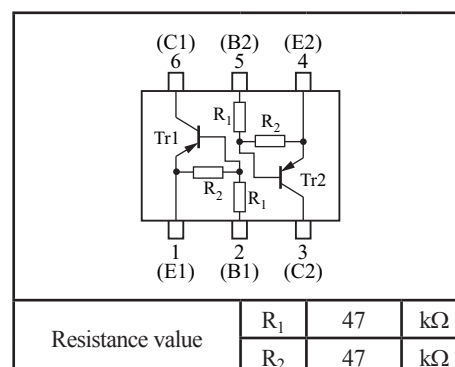 (C1) (B2) (E2)
6 5 4
R₁
R₂
Tr1
Tr2
R₂
R₁
1 2 3
(E1) (B1) (C2)
Resistance value R₁ 47 kΩ
R₂ 47 kΩ